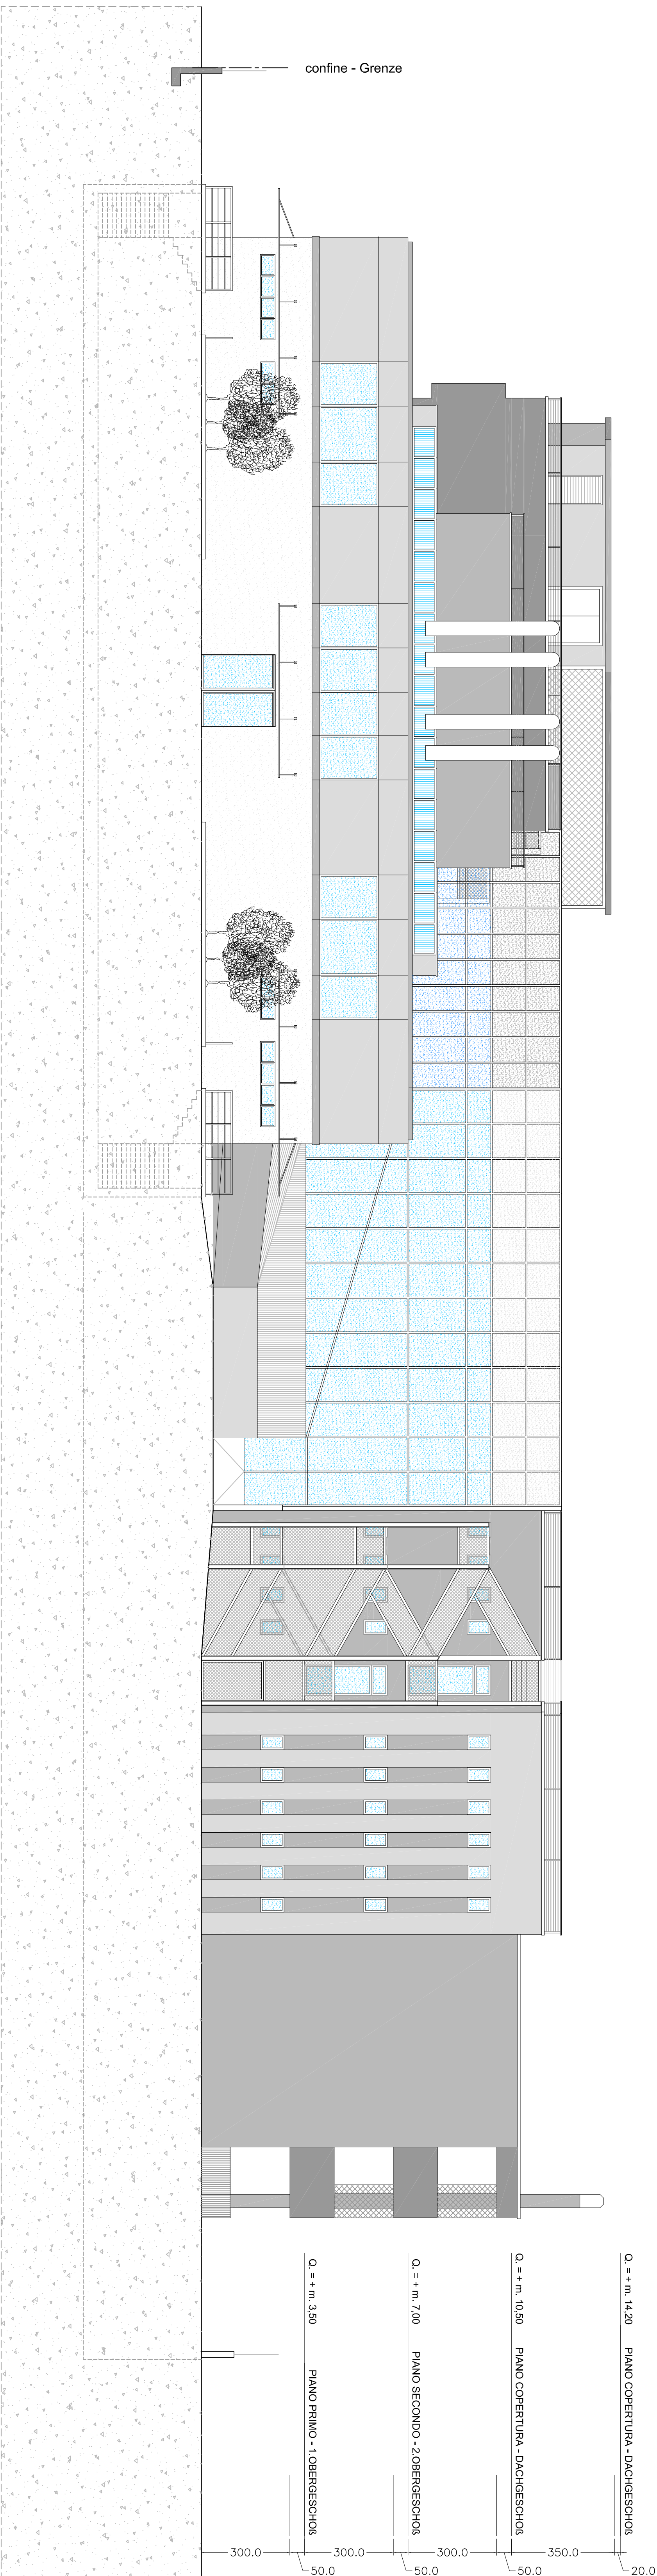 confine - Grenze
Q. = + m. 14,20 PIANO COPERTURA - DACHGESCHOß
Q. = + m. 10,50 PIANO COPERTURA - DACHGESCHOß
Q. = + m. 7,00 PIANO SECONDO - 2.OBERGESCHOß
Q. = + m. 3,50 PIANO PRIMO - 1.OBERGESCHOß
300.0
300.0
300.0
350.0
50.0
50.0
50.0
20.0